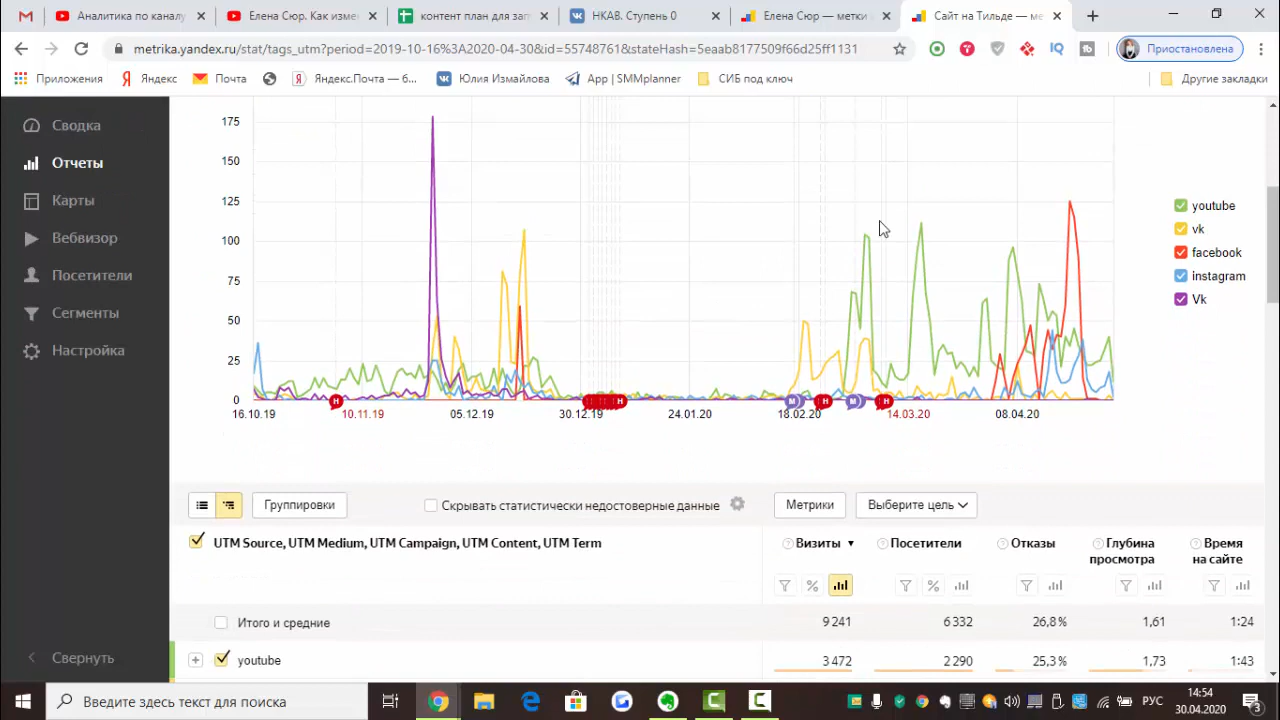 Аналитика по каналу
Елена Сюр. Как изме
контент план для зап
НКАВ. Ступень 0
Елена Сюр — метки
Сайт на Тильде — ме
metrika.yandex.ru/stat/tags_utm?period=2019-10-16%3A2020-04-30&id=55748761&stateHash=5eaab8177509f66d25ff1131
Приостановлена
Приложения
Яндекс
Почта
Яндекс.Почта — б...
Юлия Измайлова
App | SMMplanner
СИБ под ключ
Другие закладки
Сводка
Отчеты
Карты
Вебвизор
Посетители
Сегменты
Настройка
Свернуть
175
150
125
100
75
50
25
0
16.10.19 10.11.19 05.12.19 30.12.19 24.01.20 18.02.20 14.03.20 08.04.20
youtube
vk
facebook
instagram
Vk
Группировки
Скрывать статистически недостоверные данные
Метрики
Выберите цель
UTM Source, UTM Medium, UTM Campaign, UTM Content, UTM Term
Визиты ▼
Посетители
Отказы
Глубина
просмотра
Время
на сайте
Итого и средние 9 241 6 332 26,8 % 1,61 1:24
youtube 3 472 2 290 25,3 % 1,73 1:43
Введите здесь текст для поиска
РУС
14:54
30.04.2020
3